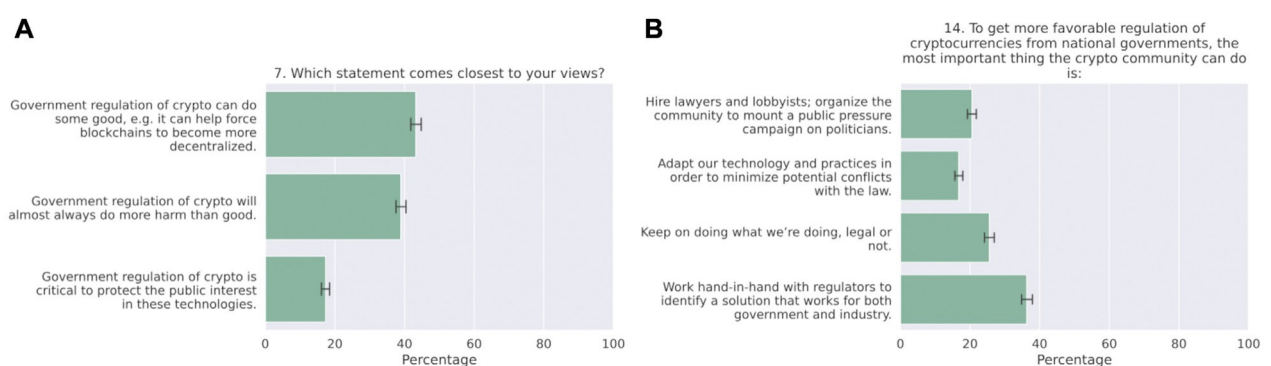 A
7. Which statement comes closest to your views?
Government regulation of crypto can do
some good, e.g. it can help force
blockchains to become more
decentralized.
Government regulation of crypto will
almost always do more harm than good.
Government regulation of crypto is
critical to protect the public interest
in these technologies.
0 20 40 60 80 100
Percentage
B
14. To get more favorable regulation of
cryptocurrencies from national governments, the
most important thing the crypto community can do
is:
Hire lawyers and lobbyists; organize the
community to mount a public pressure
campaign on politicians.
Adapt our technology and practices in
order to minimize potential conflicts
with the law.
Keep on doing what we’re doing, legal or
not.
Work hand-in-hand with regulators to
identify a solution that works for both
government and industry.
0 20 40 60 80 100
Percentage